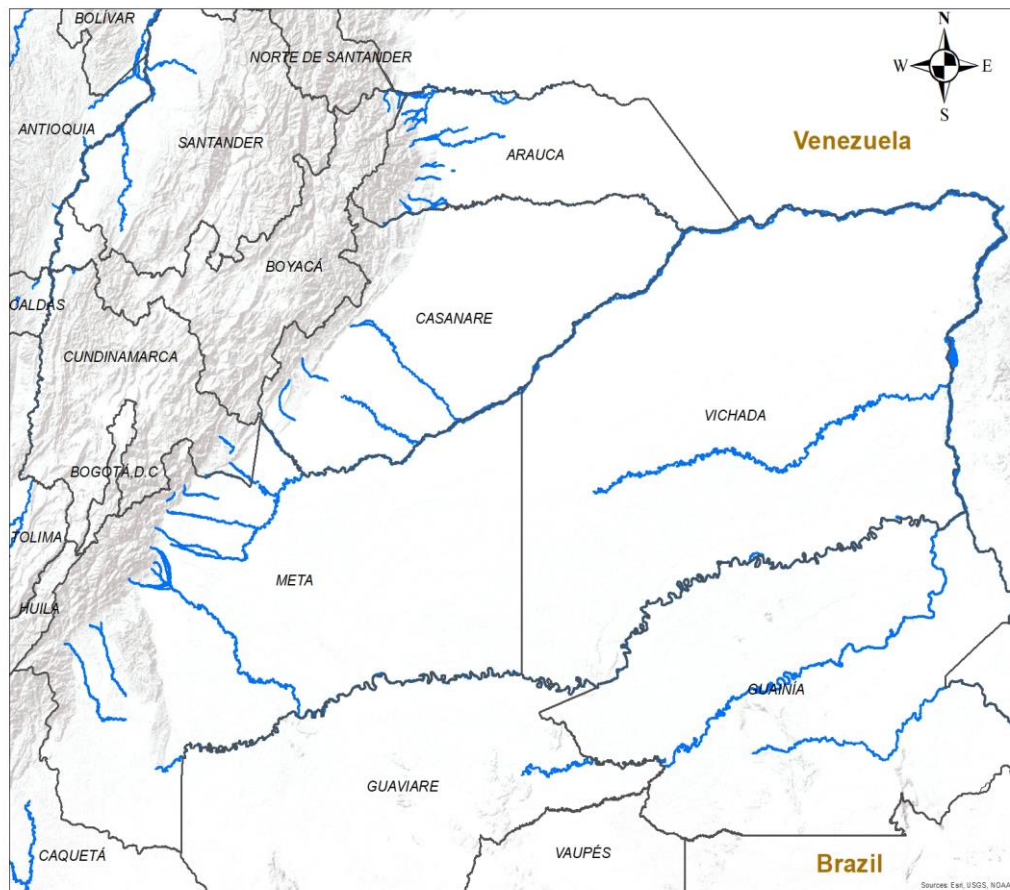 BOLÍVAR
NORTE DE SANTANDER
N
W
E
S
ANTIOQUIA
SANTANDER
ARAUCA
Venezuela
BOYACÁ
CALDAS
CASANARE
CUNDINAMARCA
VICHADA
BOGOTÁ D.C
TOLIMA
META
HUILA
GUAINÍA
GUAVIARE
CAQUETÁ
VAUPÉS
Brazil
Sources: Esri, USGS, NOAA